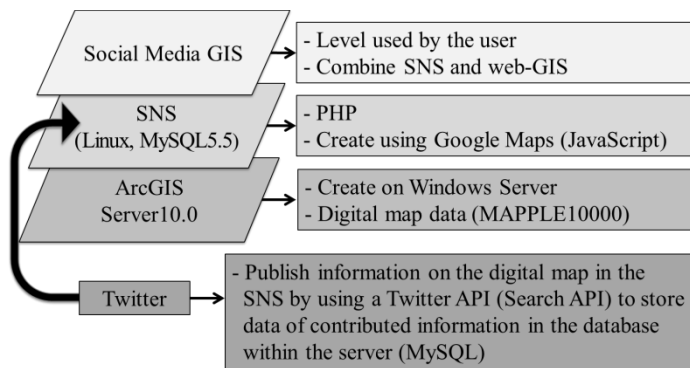 Social Media GIS
- Level used by the user
- Combine SNS and web-GIS
SNS
(Linux, MySQL5.5)
- PHP
- Create using Google Maps (JavaScript)
ArcGIS
Server10.0
- Create on Windows Server
- Digital map data (MAPPLE10000)
Twitter
- Publish information on the digital map in the
SNS by using a Twitter API (Search API) to store
data of contributed information in the database
within the server (MySQL)